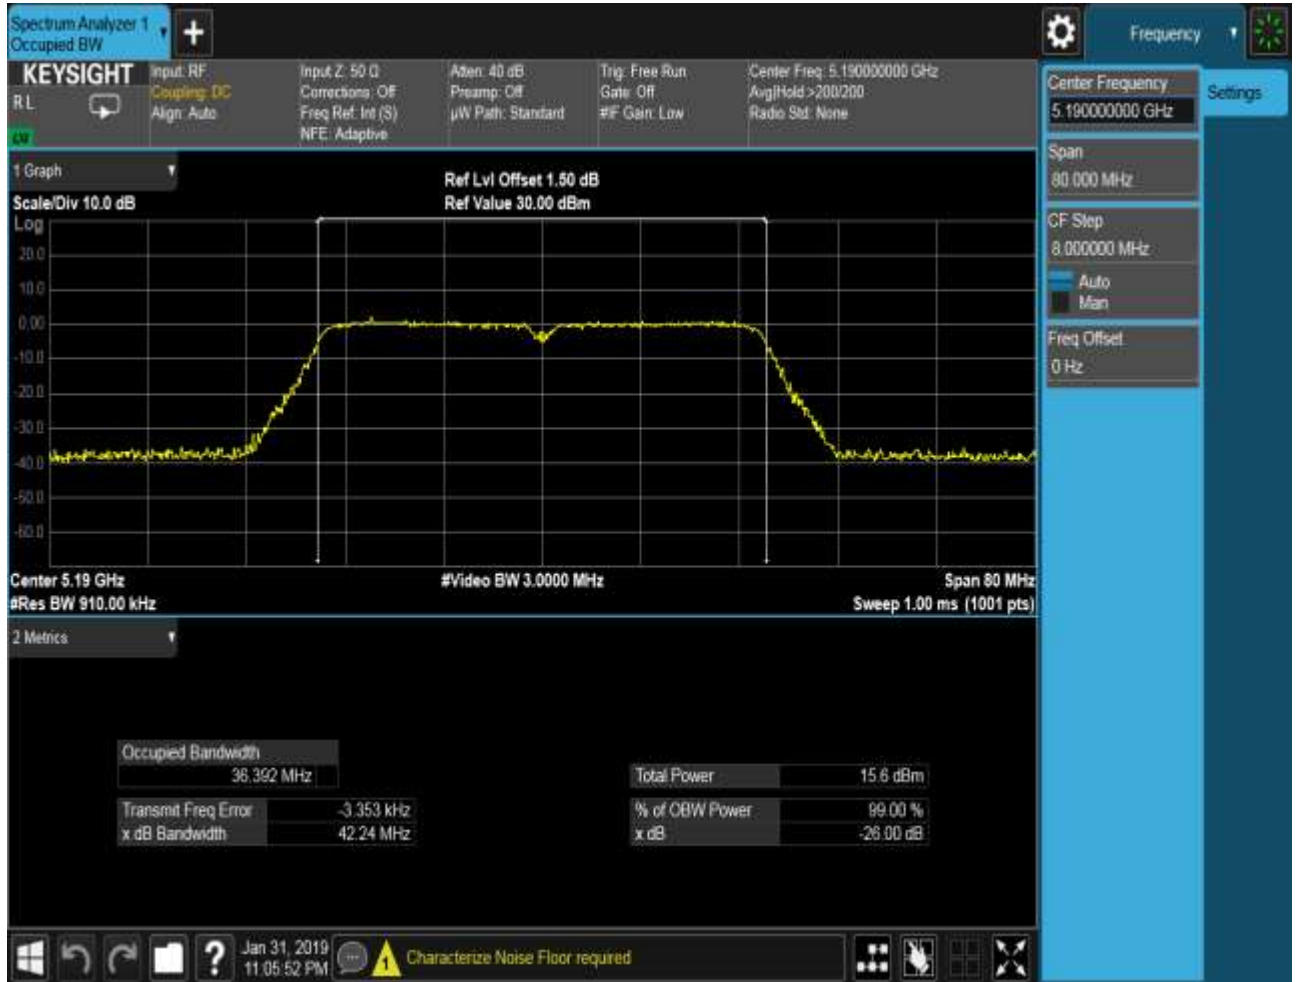 Spectrum Analyzer 1
Occupied BW
Frequency
KEYSIGHT
R L
Input: RF
Coupling: DC
Align: Auto
Input Z: 50 Ω
Corrections: Off
Freq Ref: Int (S)
NFE: Adaptive
Atten: 40 dB
Preamp: Off
µW Path: Standard
Trig: Free Run
Gate: Off
#IF Gain: Low
Center Freq: 5.190000000 GHz
Avg|Hold:>200/200
Radio Std: None
Center Frequency
5.190000000 GHz
Settings
Span
80.000 MHz
CF Step
8.000000 MHz
Auto
Man
Freq Offset
0 Hz
1 Graph
Scale/Div 10.0 dB
Ref Lvl Offset 1.50 dB
Ref Value 30.00 dBm
Log
20.0
10.0
0.00
-10.0
-20.0
-30.0
-40.0
-50.0
-60.0
Center 5.19 GHz
#Video BW 3.0000 MHz
Span 80 MHz
#Res BW 910.00 kHz
Sweep 1.00 ms (1001 pts)
2 Metrics
Occupied Bandwidth
36.392 MHz
Total Power 15.6 dBm
Transmit Freq Error -3.353 kHz
% of OBW Power 99.00 %
x dB Bandwidth 42.24 MHz
x dB -26.00 dB
?
Jan 31, 2019
11:05:52 PM
1
Characterize Noise Floor required